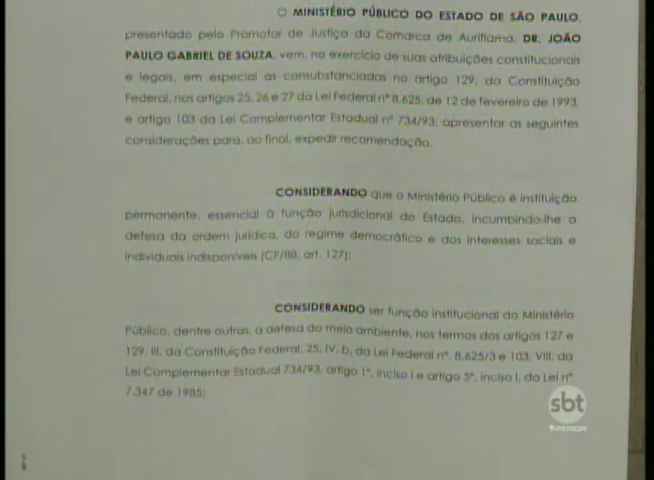 O MINISTÉRIO PÚBLICO DO ESTADO DE SÃO PAULO,
presentado pelo Promotor de Justiça da Comarca de Auriflama, DR. JOÃO
PAULO GABRIEL DE SOUZA, vem, no exercício de suas atribuições constitucionais
e legais, em especial as consubstanciadas no artigo 129, da Constituição
Federal, nos artigos 25, 26 e 27 da Lei Federal nº 8.625, de 12 de fevereiro de 1993,
e artigo 103 da Lei Complementar Estadual nº 734/93; apresentar as seguintes
considerações para, ao final, expedir recomendação.
CONSIDERANDO que o Ministério Público é instituição
permanente, essencial à função jurisdicional do Estado, incumbindo-lhe a
defesa da ordem jurídica, do regime democrático e dos interesses sociais e
individuais indisponíveis (CF/88, art. 127);
CONSIDERANDO ser função institucional do Ministério
Público, dentre outras, a defesa do meio ambiente, nos termos dos artigos 127 e
129, III, da Constituição Federal, 25, IV, b, da Lei Federal nº. 8.625/3 e 103, VIII, da
Lei Complementar Estadual 734/93, artigo 1º, inciso I e artigo 5º, inciso I, da Lei nº
7.347 de 1985;
sbt